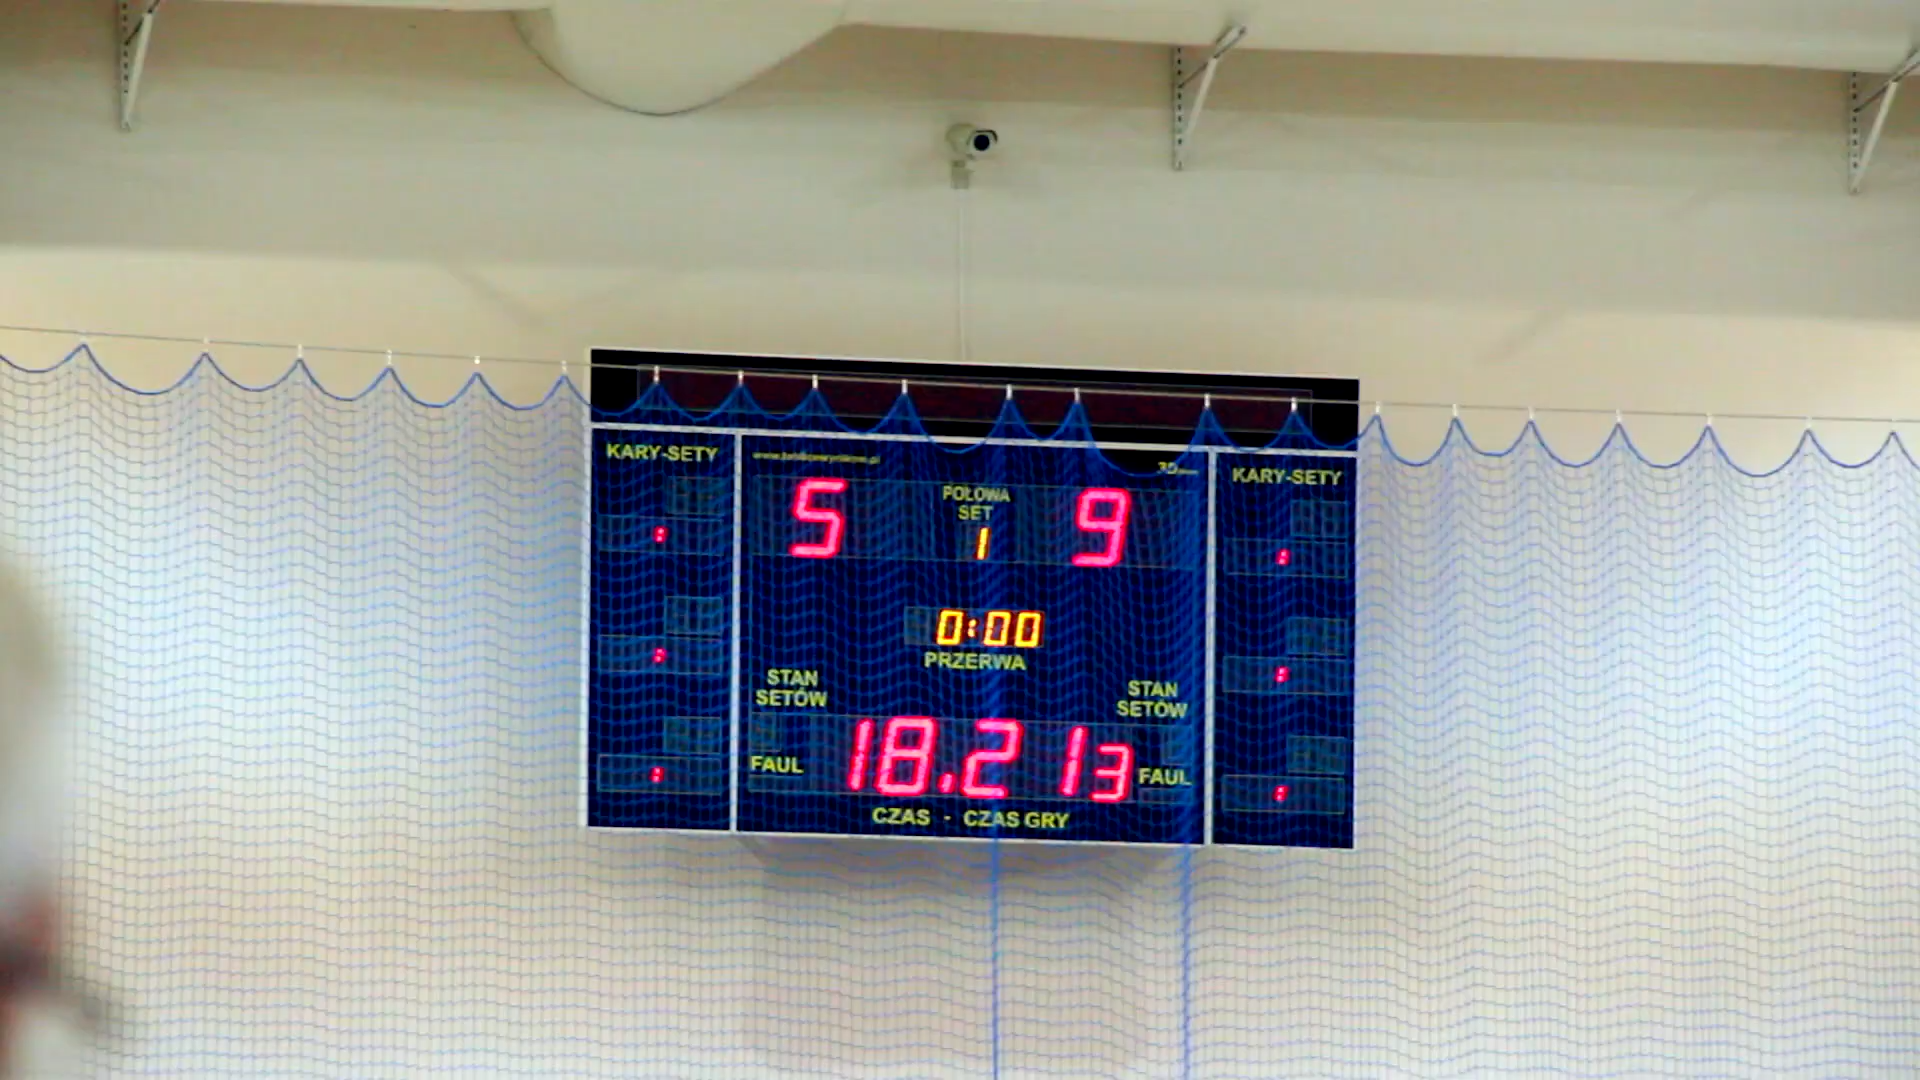 KARY-SETY
KARY-SETY
5
POŁOWA
SET
1
9
0:00
PRZERWA
STAN
SETÓW
STAN
SETÓW
18.2 13
FAUL
FAUL
CZAS - CZAS GRY